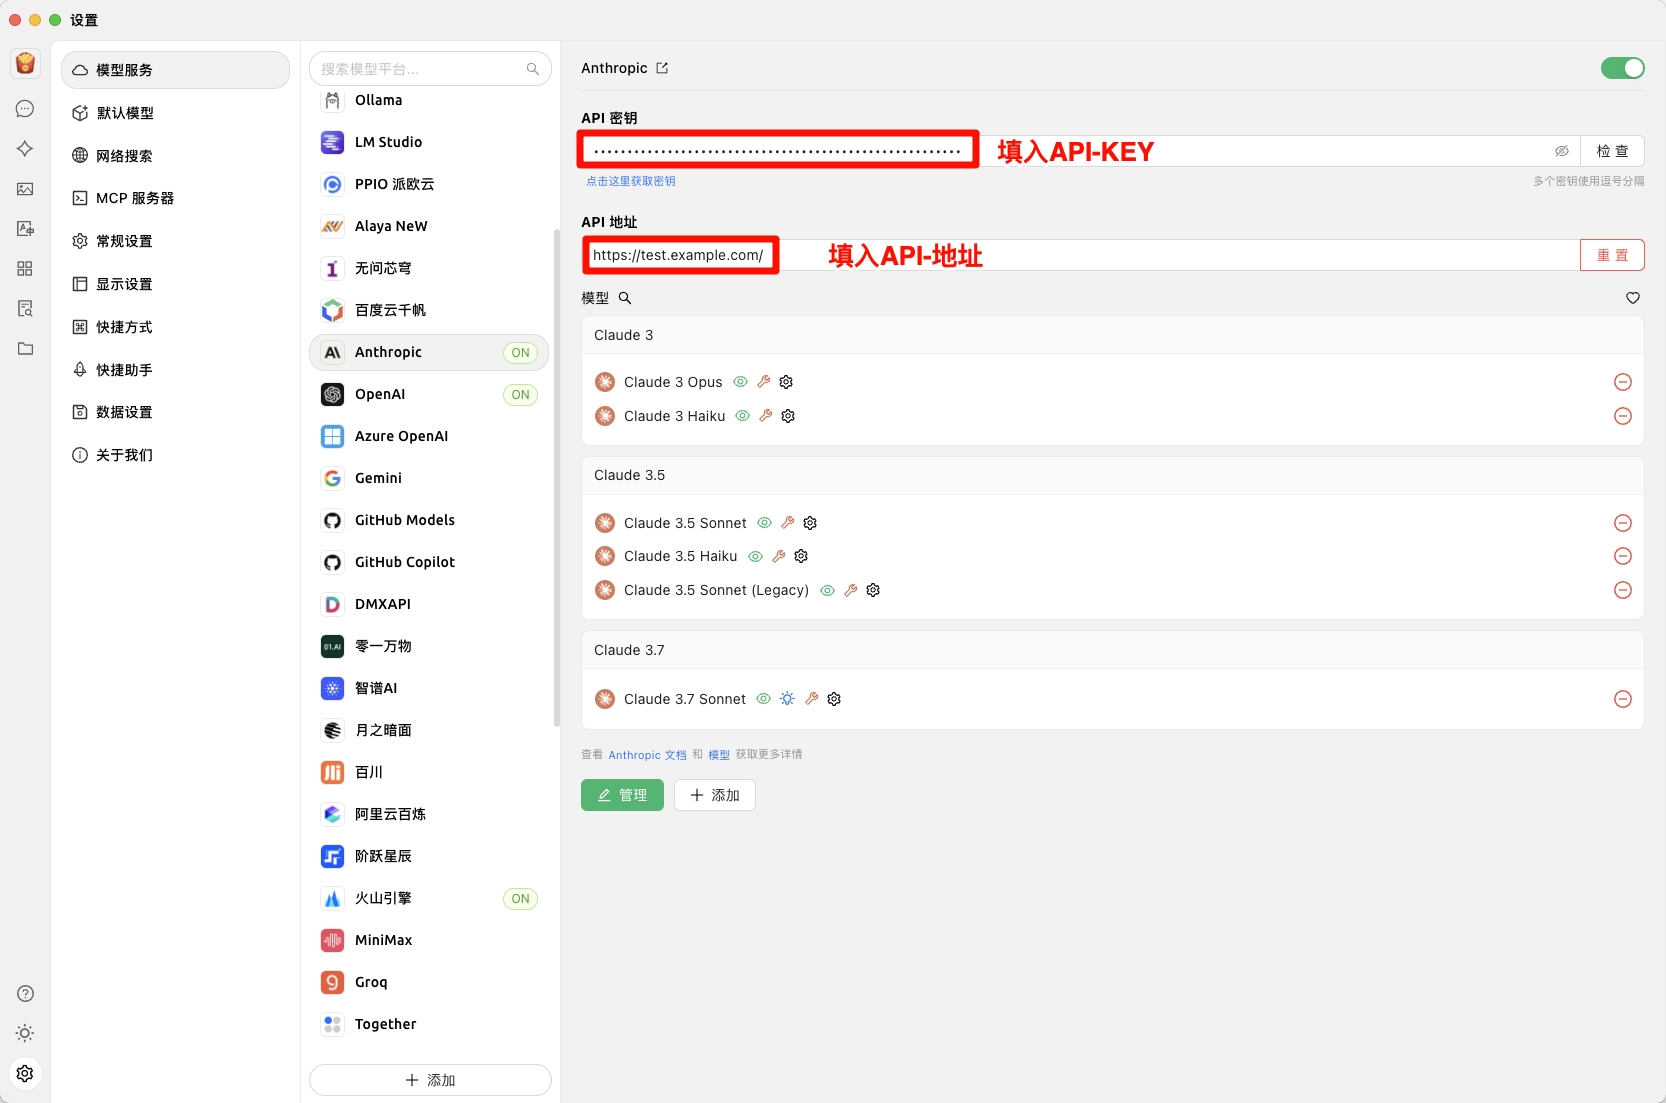 设置
模型服务
默认模型
网络搜索
MCP 服务器
常规设置
显示设置
快捷方式
快捷助手
数据设置
关于我们
搜索模型平台...
Ollama
LM Studio
PPIO 派欧云
Alaya NeW
无问芯穹
百度云千帆
Anthropic ON
OpenAI ON
Azure OpenAI
Gemini
GitHub Models
GitHub Copilot
DMXAPI
零一万物
智谱AI
月之暗面
百川
阿里云百炼
阶跃星辰
火山引擎 ON
MiniMax
Groq
Together
添加
Anthropic
API 密钥
填入API-KEY
检 查
点击这里获取密钥
多个密钥使用逗号分隔
API 地址
https://test.example.com/
填入API-地址
重 置
模型
Claude 3
Claude 3 Opus
Claude 3 Haiku
Claude 3.5
Claude 3.5 Sonnet
Claude 3.5 Haiku
Claude 3.5 Sonnet (Legacy)
Claude 3.7
Claude 3.7 Sonnet
查看 Anthropic 文档 和 模型 获取更多详情
管理
添加